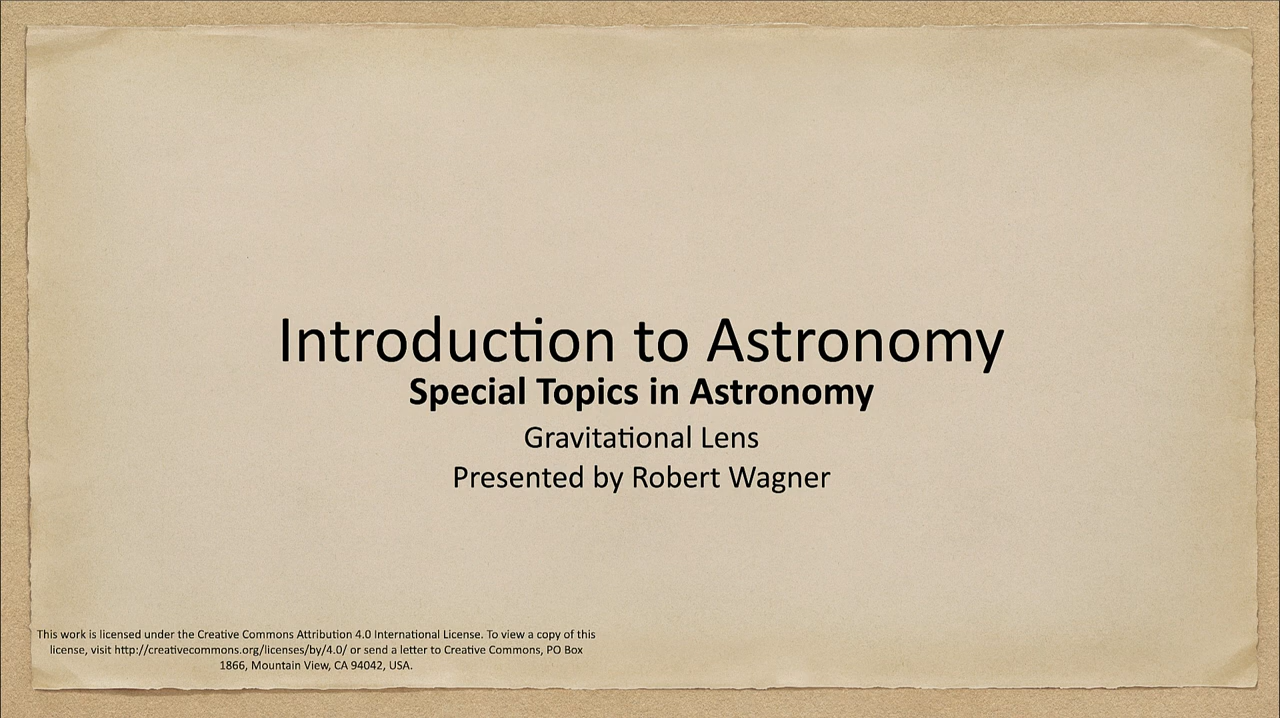 Introduction to Astronomy
Special Topics in Astronomy
Gravitational Lens
Presented by Robert Wagner
This work is licensed under the Creative Commons Attribution 4.0 International License. To view a copy of this
license, visit http://creativecommons.org/licenses/by/4.0/ or send a letter to Creative Commons, PO Box
1866, Mountain View, CA 94042, USA.